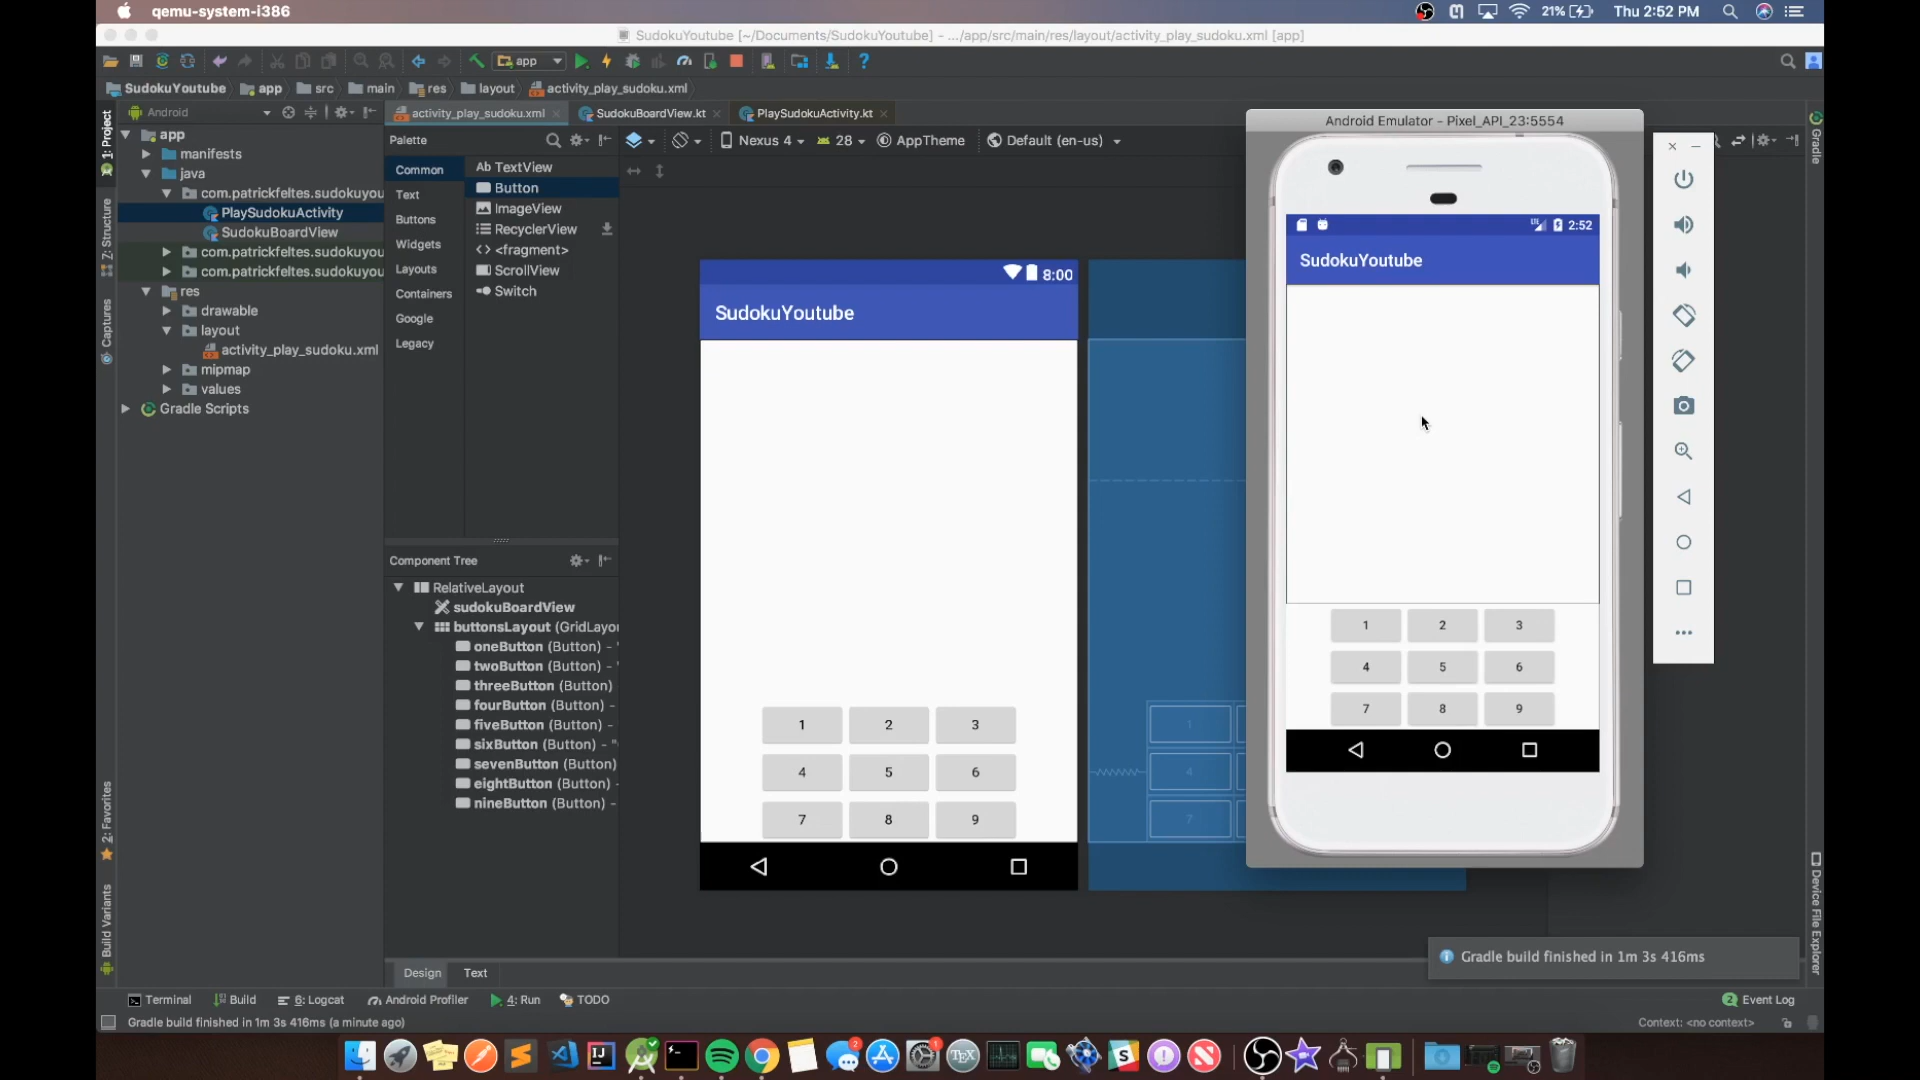 qemu-system-i386
21%
Thu 2:52 PM
SudokuYoutube [~/Documents/SudokuYoutube] - .../app/src/main/res/layout/activity_play_sudoku.xml [app]
app
SudokuYoutube
app
src
main
res
layout
activity_play_sudoku.xml
Android
activity_play_sudoku.xml
SudokuBoardView.kt
PlaySudokuActivity.kt
1: Project
Z: Structure
Captures
2: Favorites
Build Variants
app
manifests
java
com.patrickfeltes.sudokuyou
PlaySudokuActivity
SudokuBoardView
com.patrickfeltes.sudokuyou
com.patrickfeltes.sudokuyou
res
drawable
layout
activity_play_sudoku.xml
mipmap
values
Gradle Scripts
Palette
Common
Text
Buttons
Widgets
Layouts
Containers
Google
Legacy
Ab TextView
Button
ImageView
RecyclerView
<fragment>
ScrollView
Switch
Nexus 4
28
AppTheme
Default (en-us)
Component Tree
RelativeLayout
sudokuBoardView
buttonsLayout (GridLayou
oneButton (Button) - "
twoButton (Button) - "
threeButton (Button)
fourButton (Button) -
fiveButton (Button) -
sixButton (Button) - "
sevenButton (Button)
eightButton (Button) -
nineButton (Button) -
8:00
SudokuYoutube
1 2 3
4 5 6
7 8 9
1
4
7
Android Emulator - Pixel_API_23:5554
2:52
SudokuYoutube
1 2 3
4 5 6
7 8 9
Gradle
Device File Explorer
Gradle build finished in 1m 3s 416ms
Design
Text
Terminal
Build
6: Logcat
Android Profiler
4: Run
TODO
2 Event Log
Gradle build finished in 1m 3s 416ms (a minute ago)
Context: <no context>
2
1
TEX